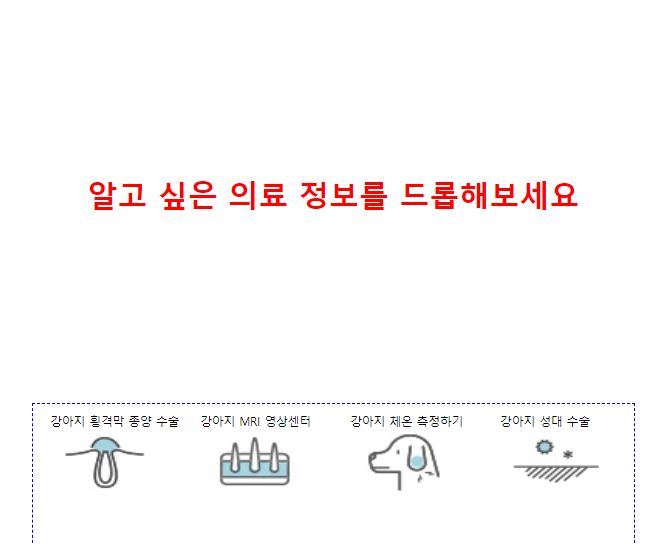 알고 싶은 의료 정보를 드롭해보세요
강아지 횡격막 종양 수술
강아지 MRI 영상센터
강아지 체온 측정하기
강아지 성대 수술